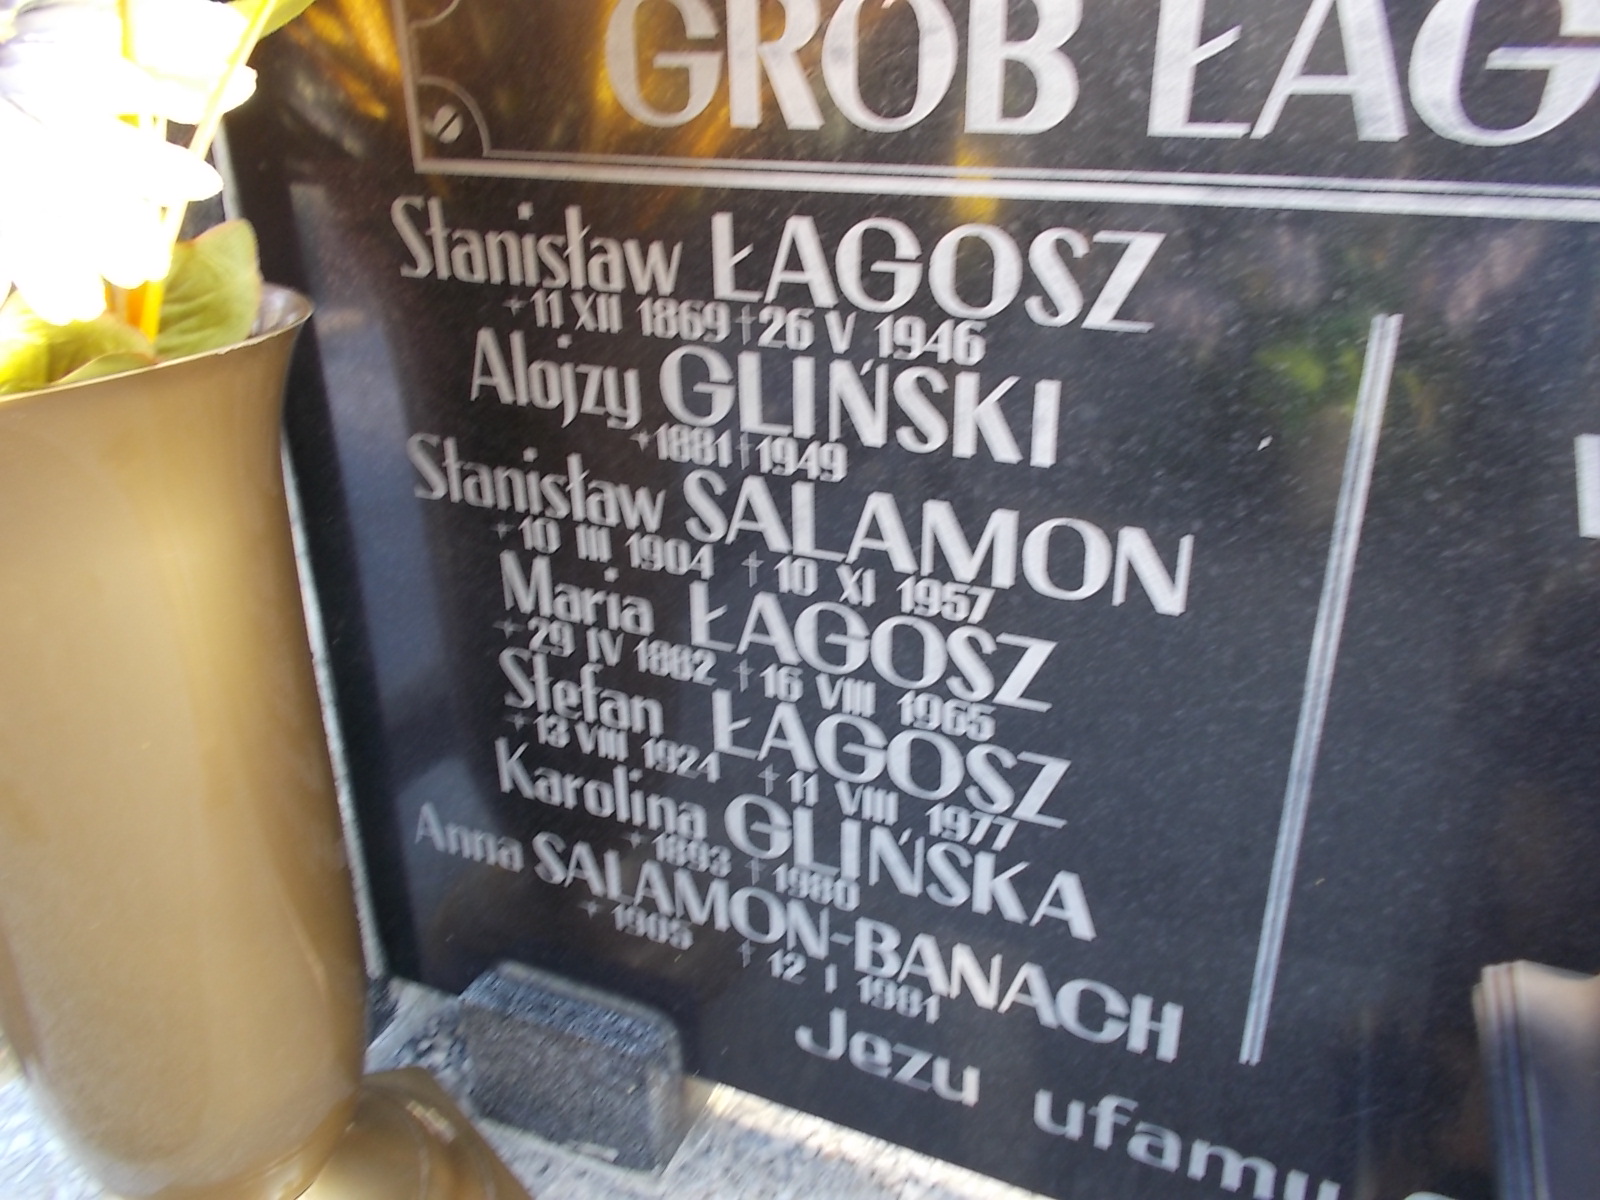 GRÓB ŁAG
Stanisław ŁAGOSZ
+ 11 XII 1869 † 26 V 1946
Alojzy GLIŃSKI
+ 1881 † 1949
Stanisław SALAMON
+ 10 III 1904 † 10 XI 1957
Maria ŁAGOSZ
+ 29 IV 1882 † 16 VIII 1965
Stefan ŁAGOSZ
+ 13 VIII 1924 † 11 VIII 1977
Karolina GLIŃSKA
+ 1893 † 1980
Anna SALAMON-BANACH
+ 1905 † 12 I 1981
Jezu ufamy